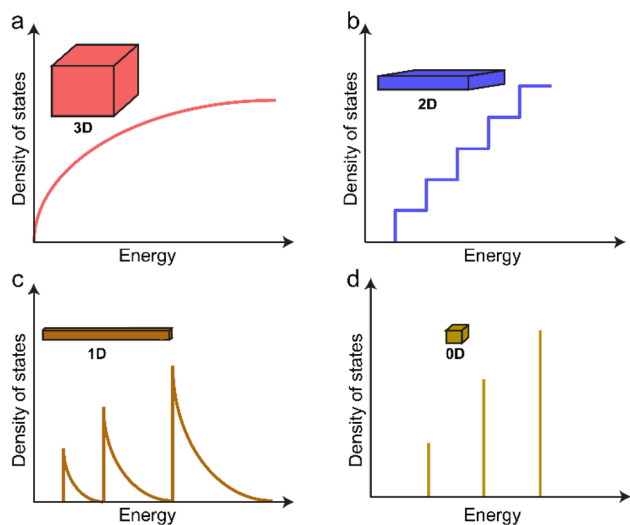 a
Density of states
3D
Energy
b
Density of states
2D
Energy
c
Density of states
1D
Energy
d
Density of states
0D
Energy